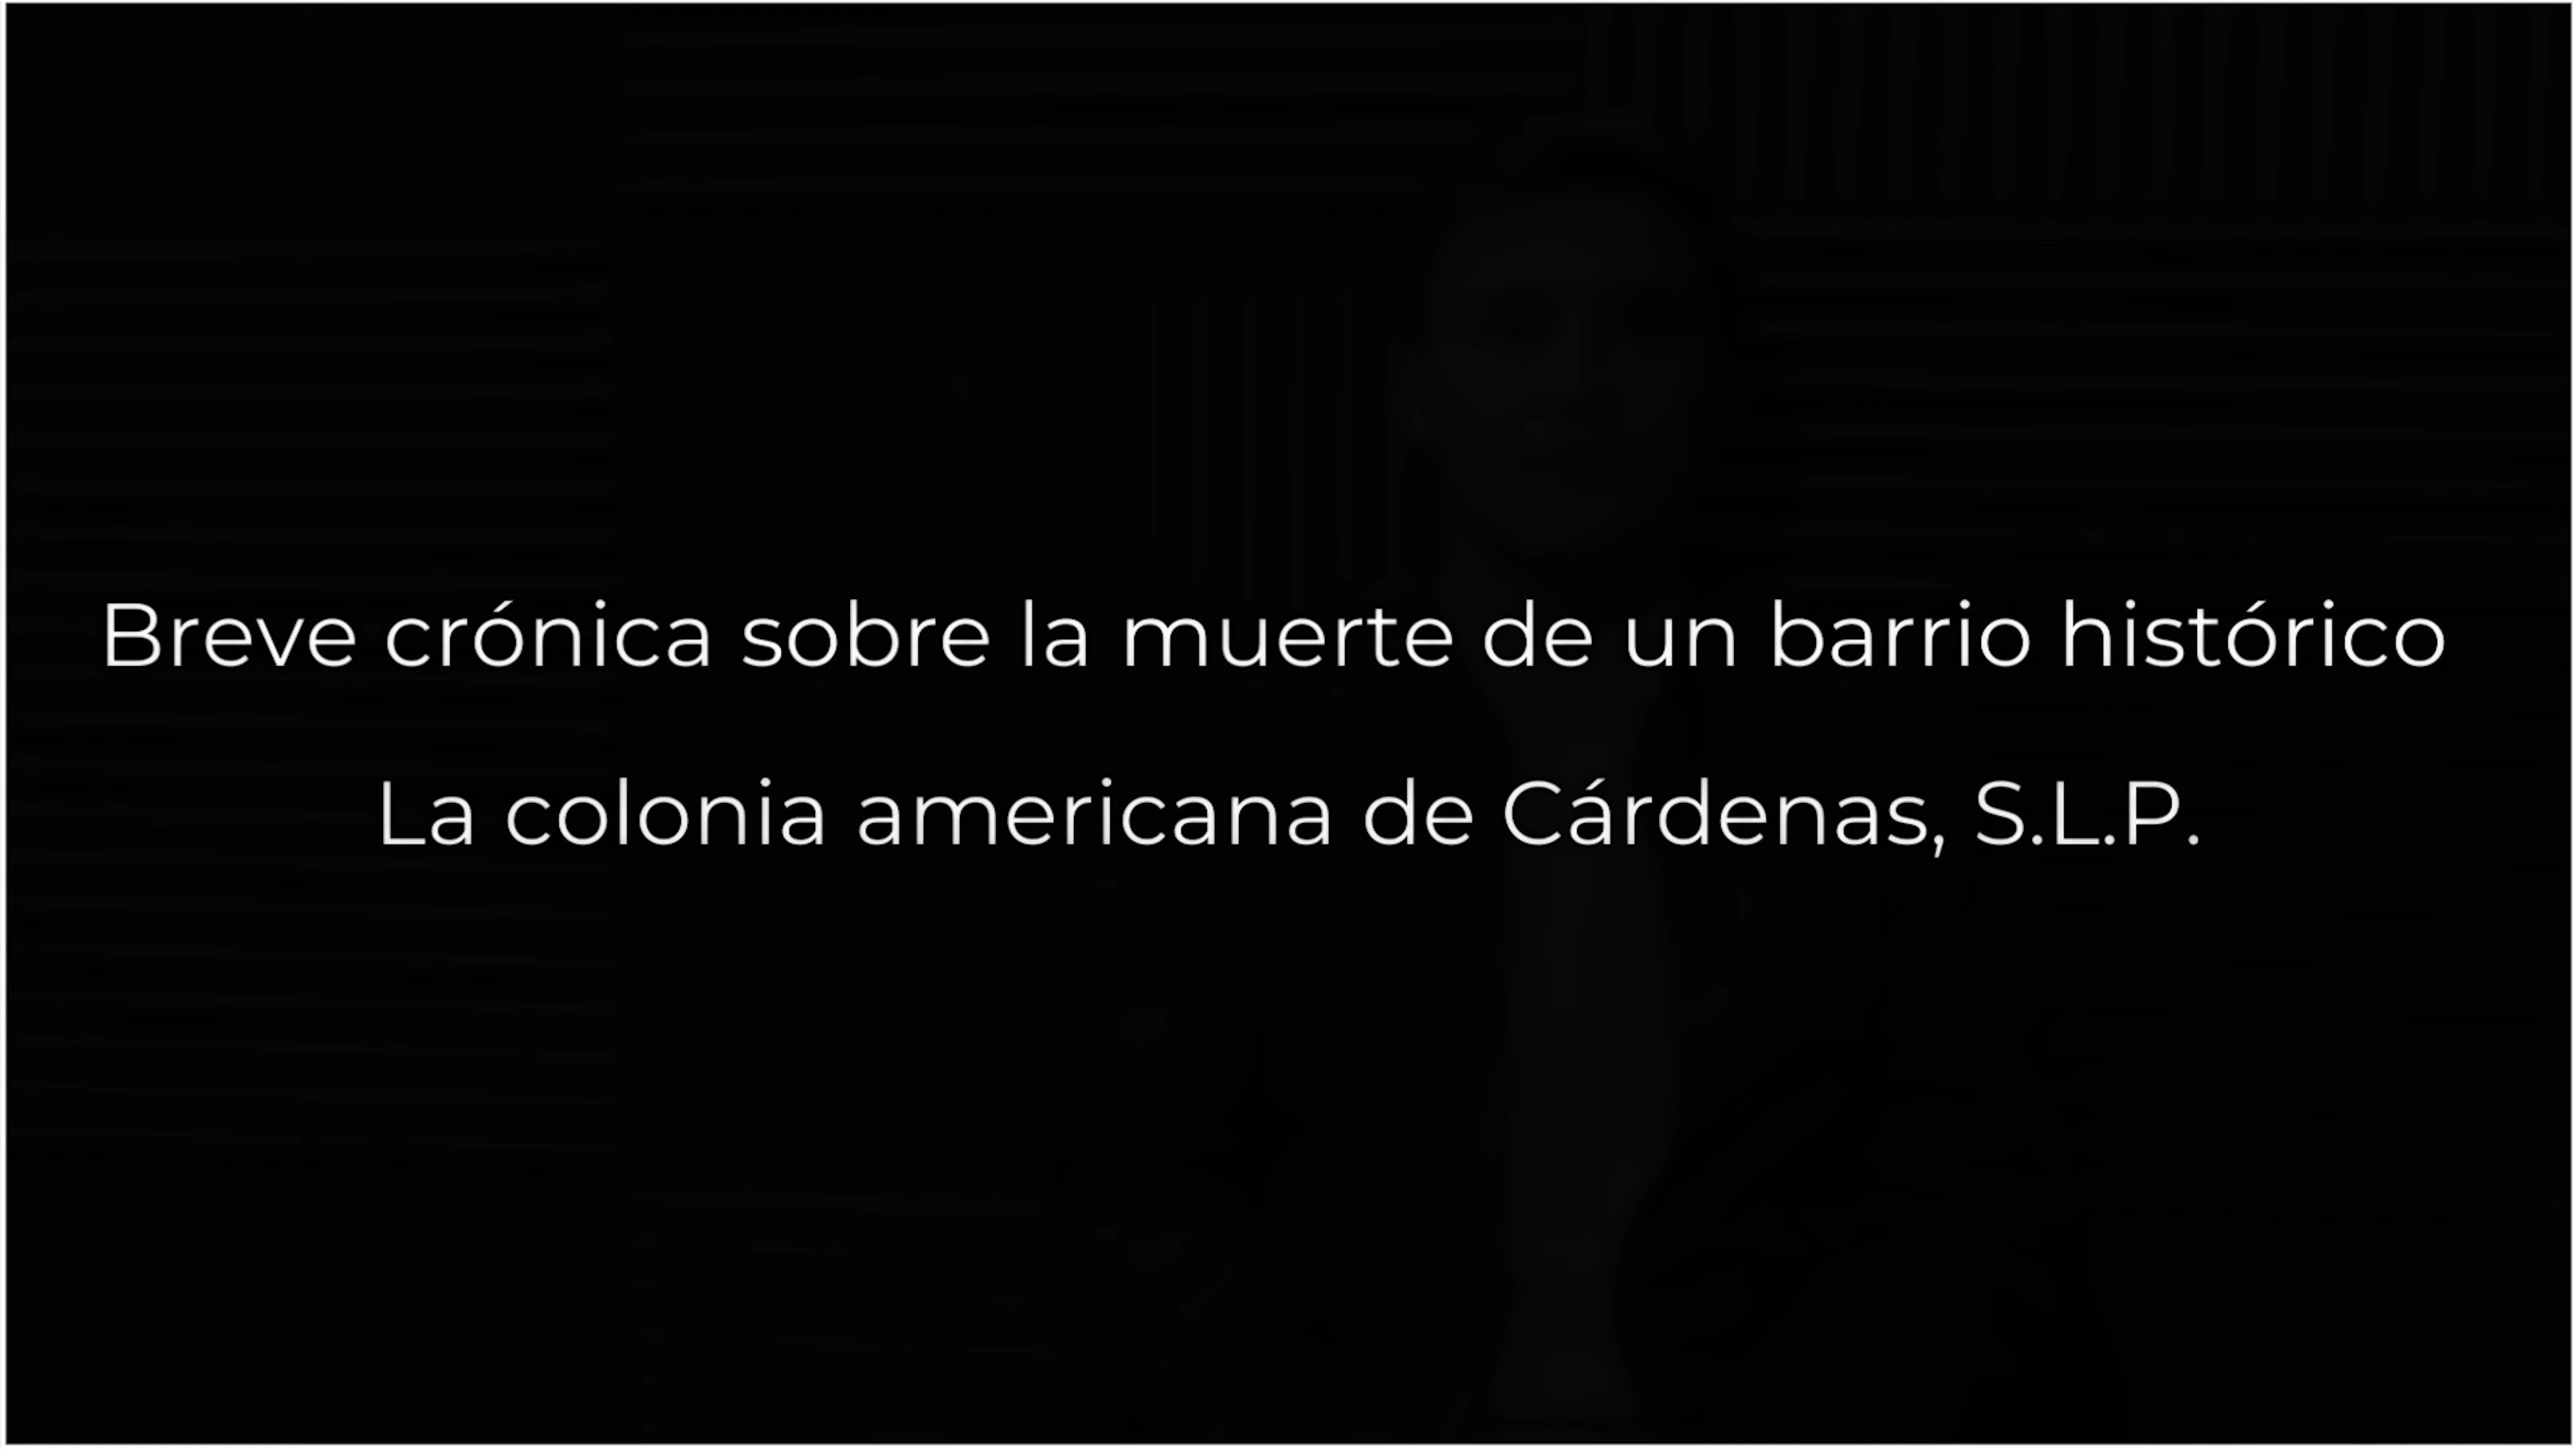 Breve crónica sobre la muerte de un barrio histórico
La colonia americana de Cárdenas, S.L.P.